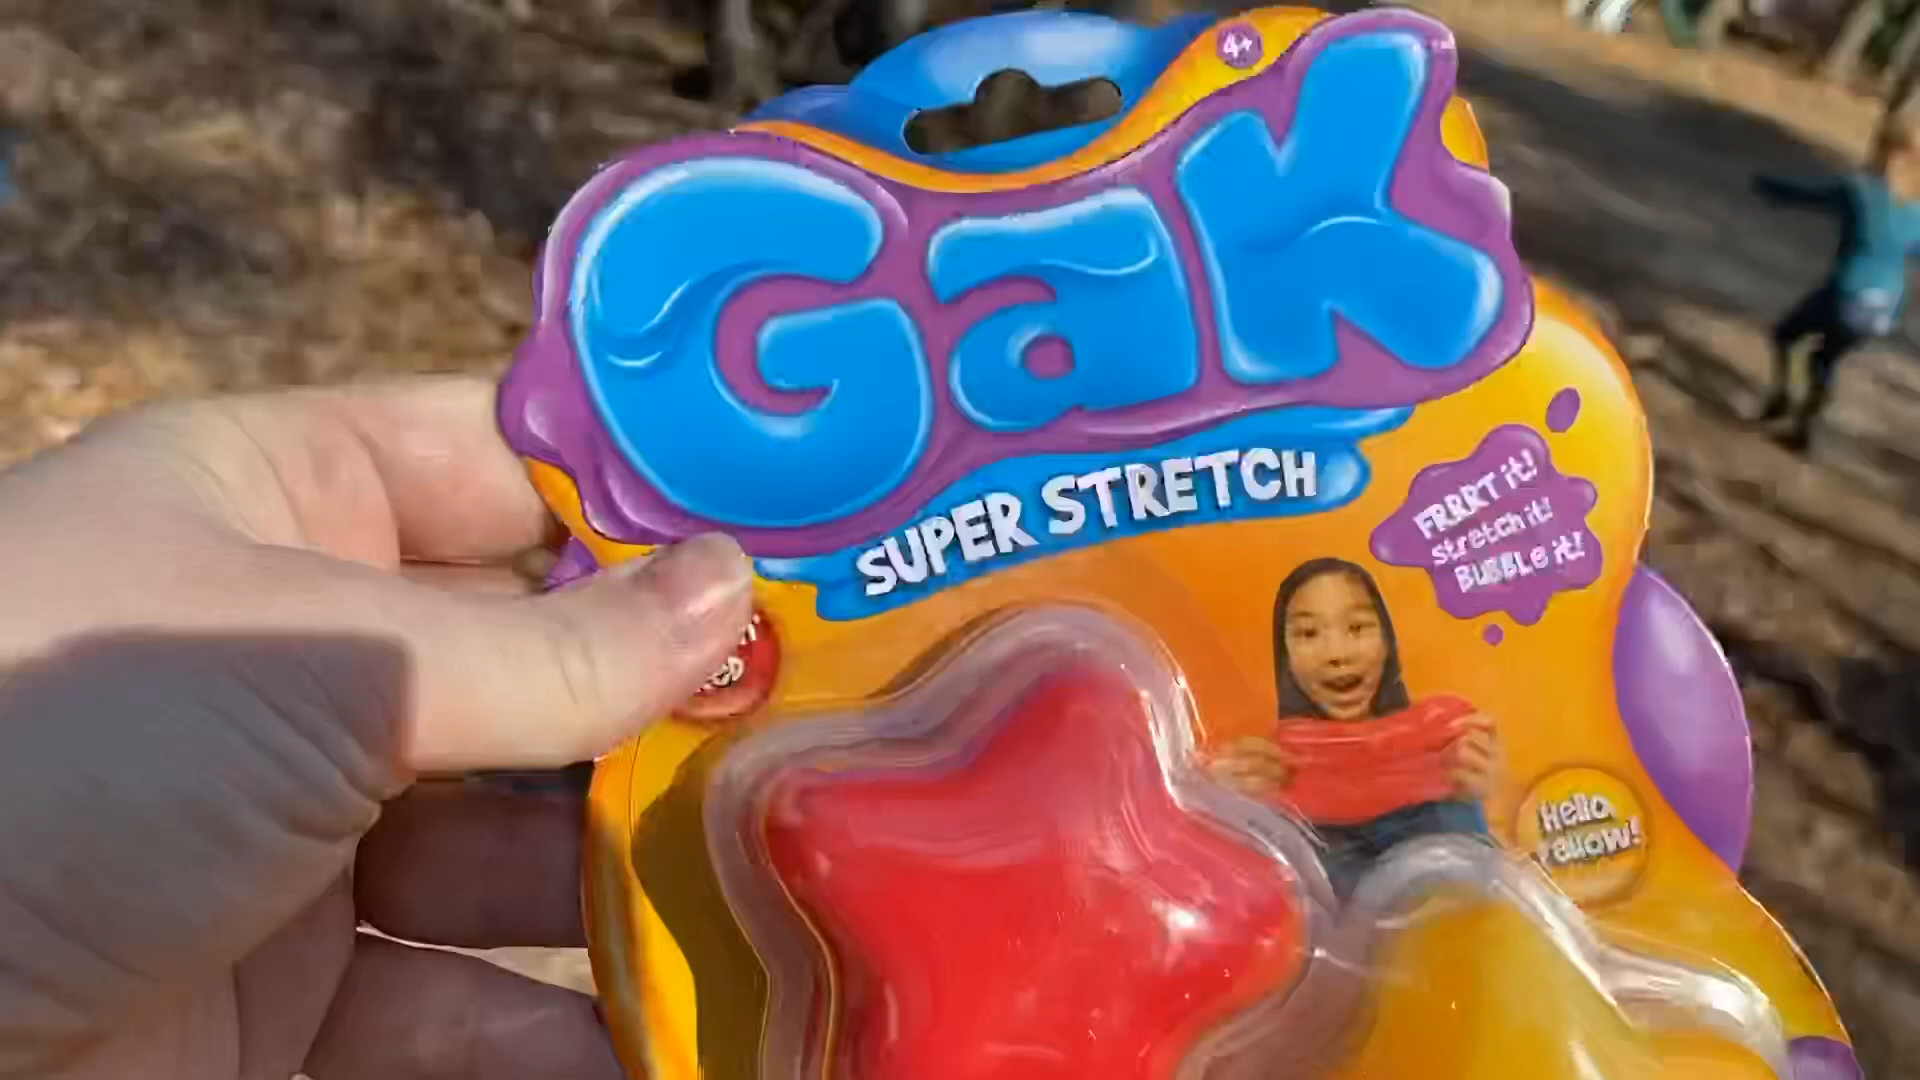 4+
Gak
SUPER STRETCH
FRRRT it!
Stretch it!
BUBBLE it!
Hello
Yellow!